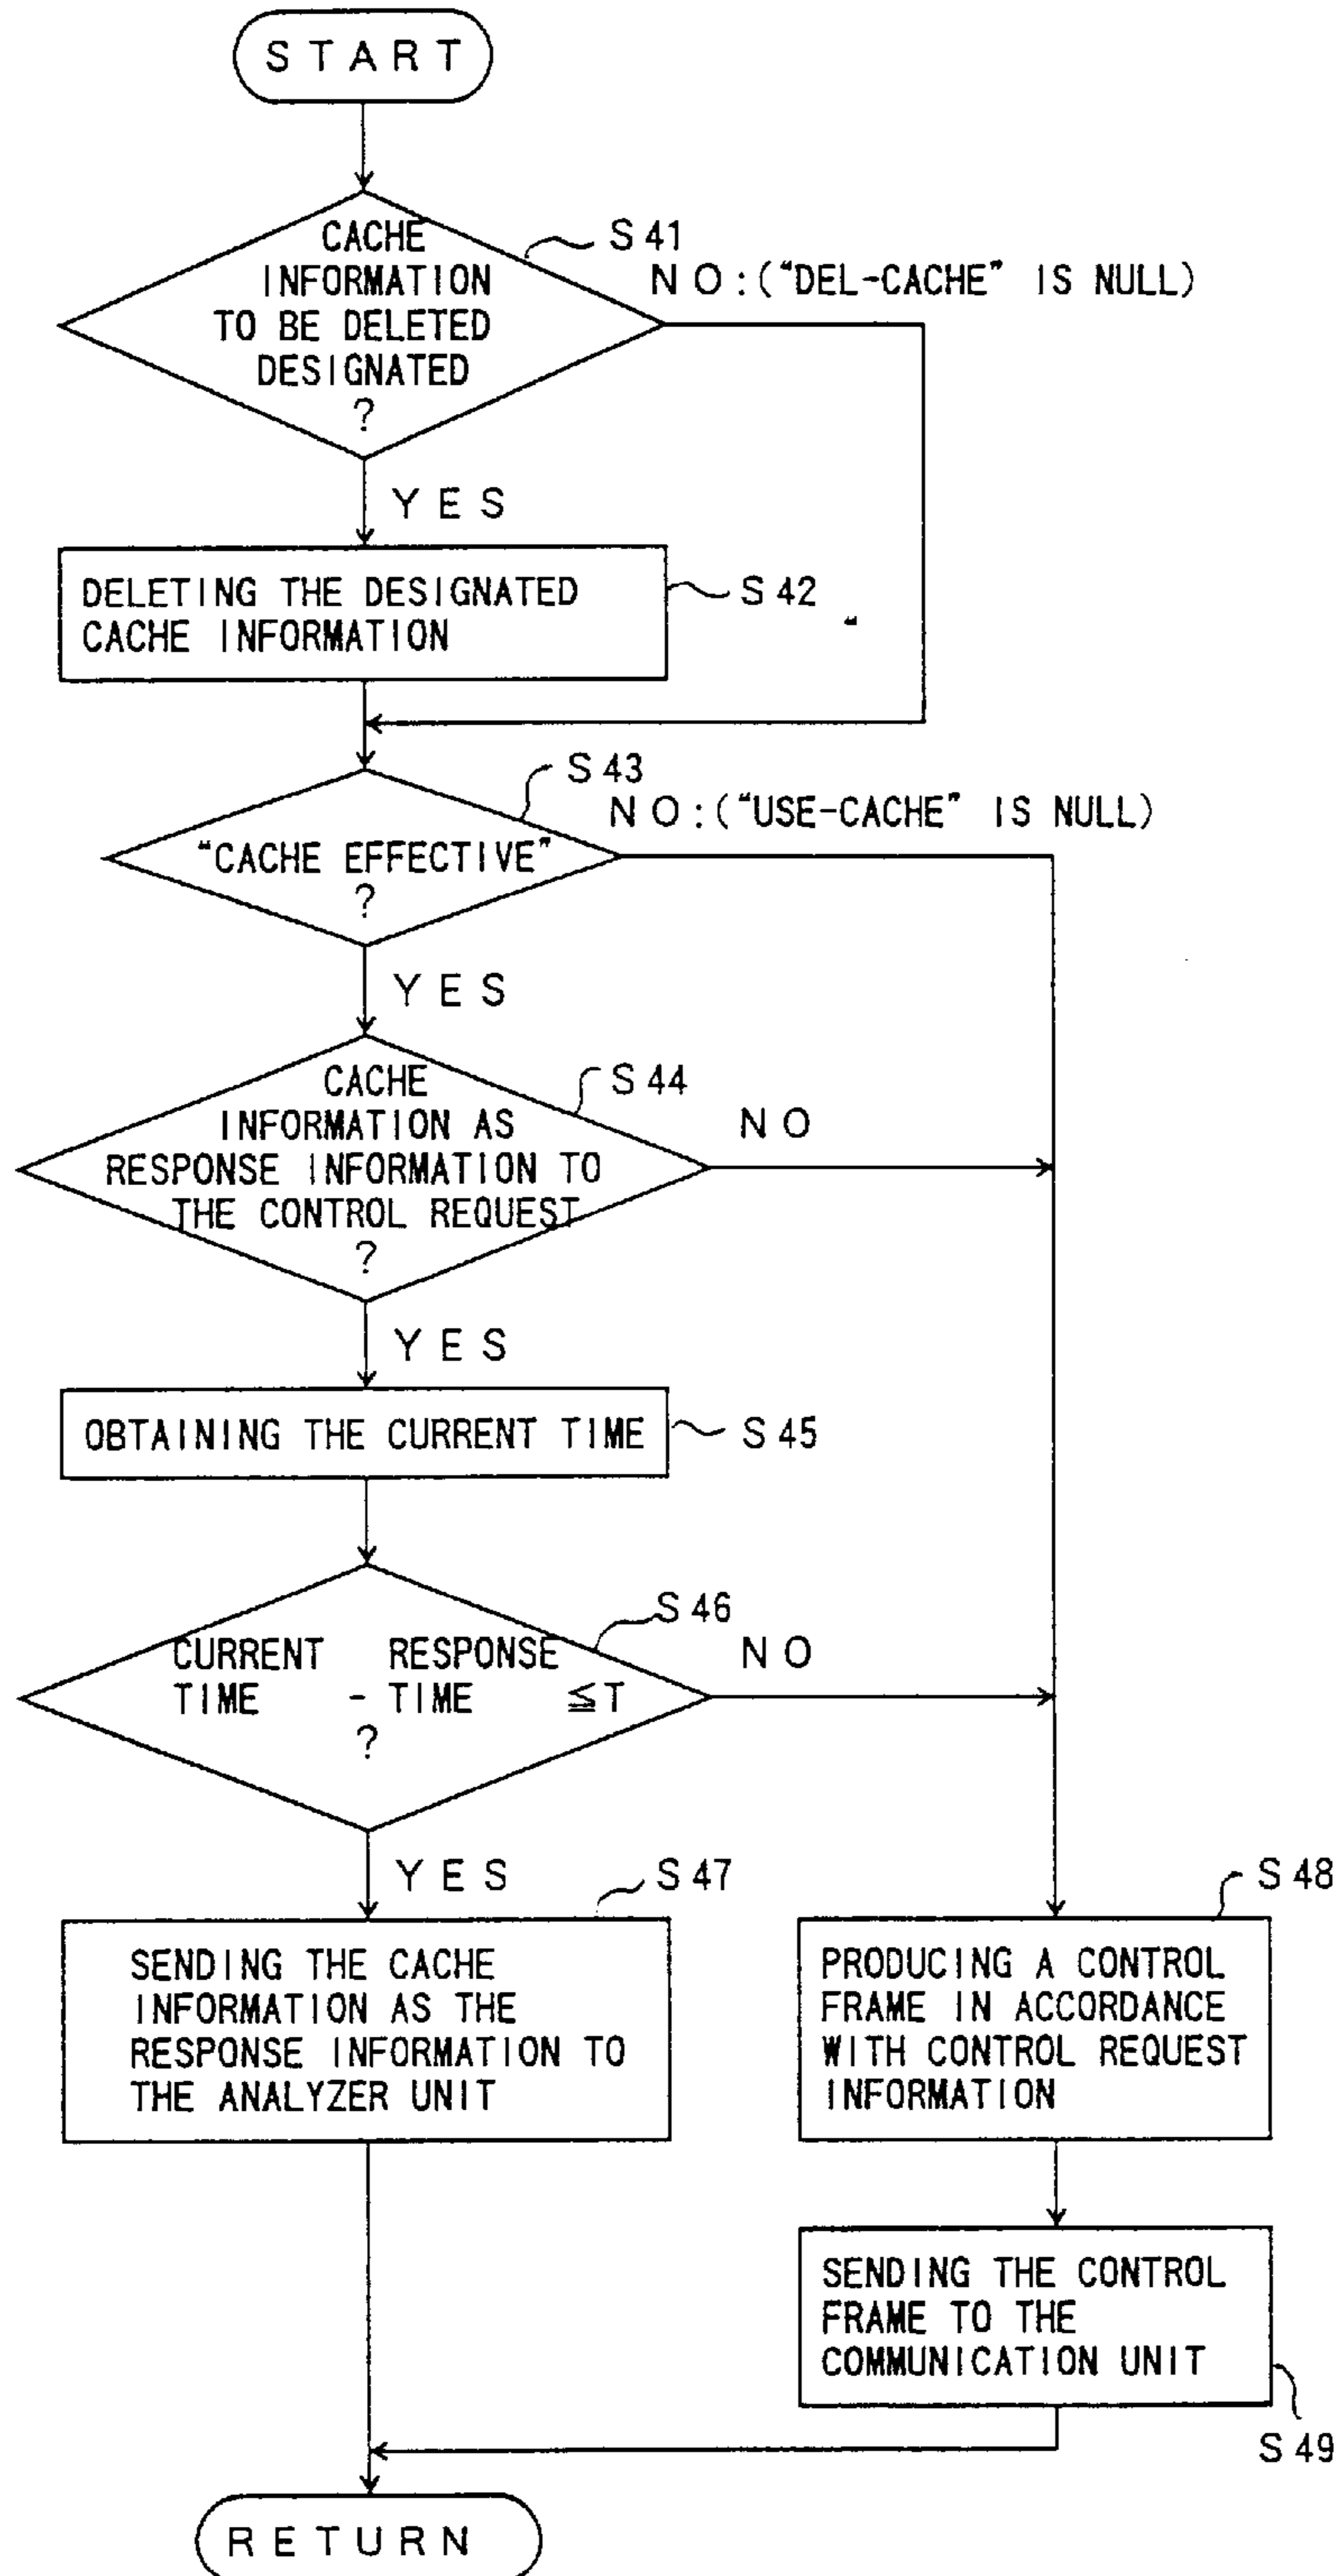 START
CACHE
INFORMATION
TO BE DELETED
DESIGNATED
?
S41
NO:("DEL-CACHE" IS NULL)
YES
DELETING THE DESIGNATED
CACHE INFORMATION
S42
S43
NO:("USE-CACHE" IS NULL)
"CACHE EFFECTIVE"
?
YES
CACHE
INFORMATION AS
RESPONSE INFORMATION TO
THE CONTROL REQUEST
?
S44
NO
YES
OBTAINING THE CURRENT TIME
S45
S46
CURRENT RESPONSE
TIME - TIME ≦T
?
NO
YES
S47
SENDING THE CACHE
INFORMATION AS THE
RESPONSE INFORMATION TO
THE ANALYZER UNIT
S48
PRODUCING A CONTROL
FRAME IN ACCORDANCE
WITH CONTROL REQUEST
INFORMATION
SENDING THE CONTROL
FRAME TO THE
COMMUNICATION UNIT
S49
RETURN